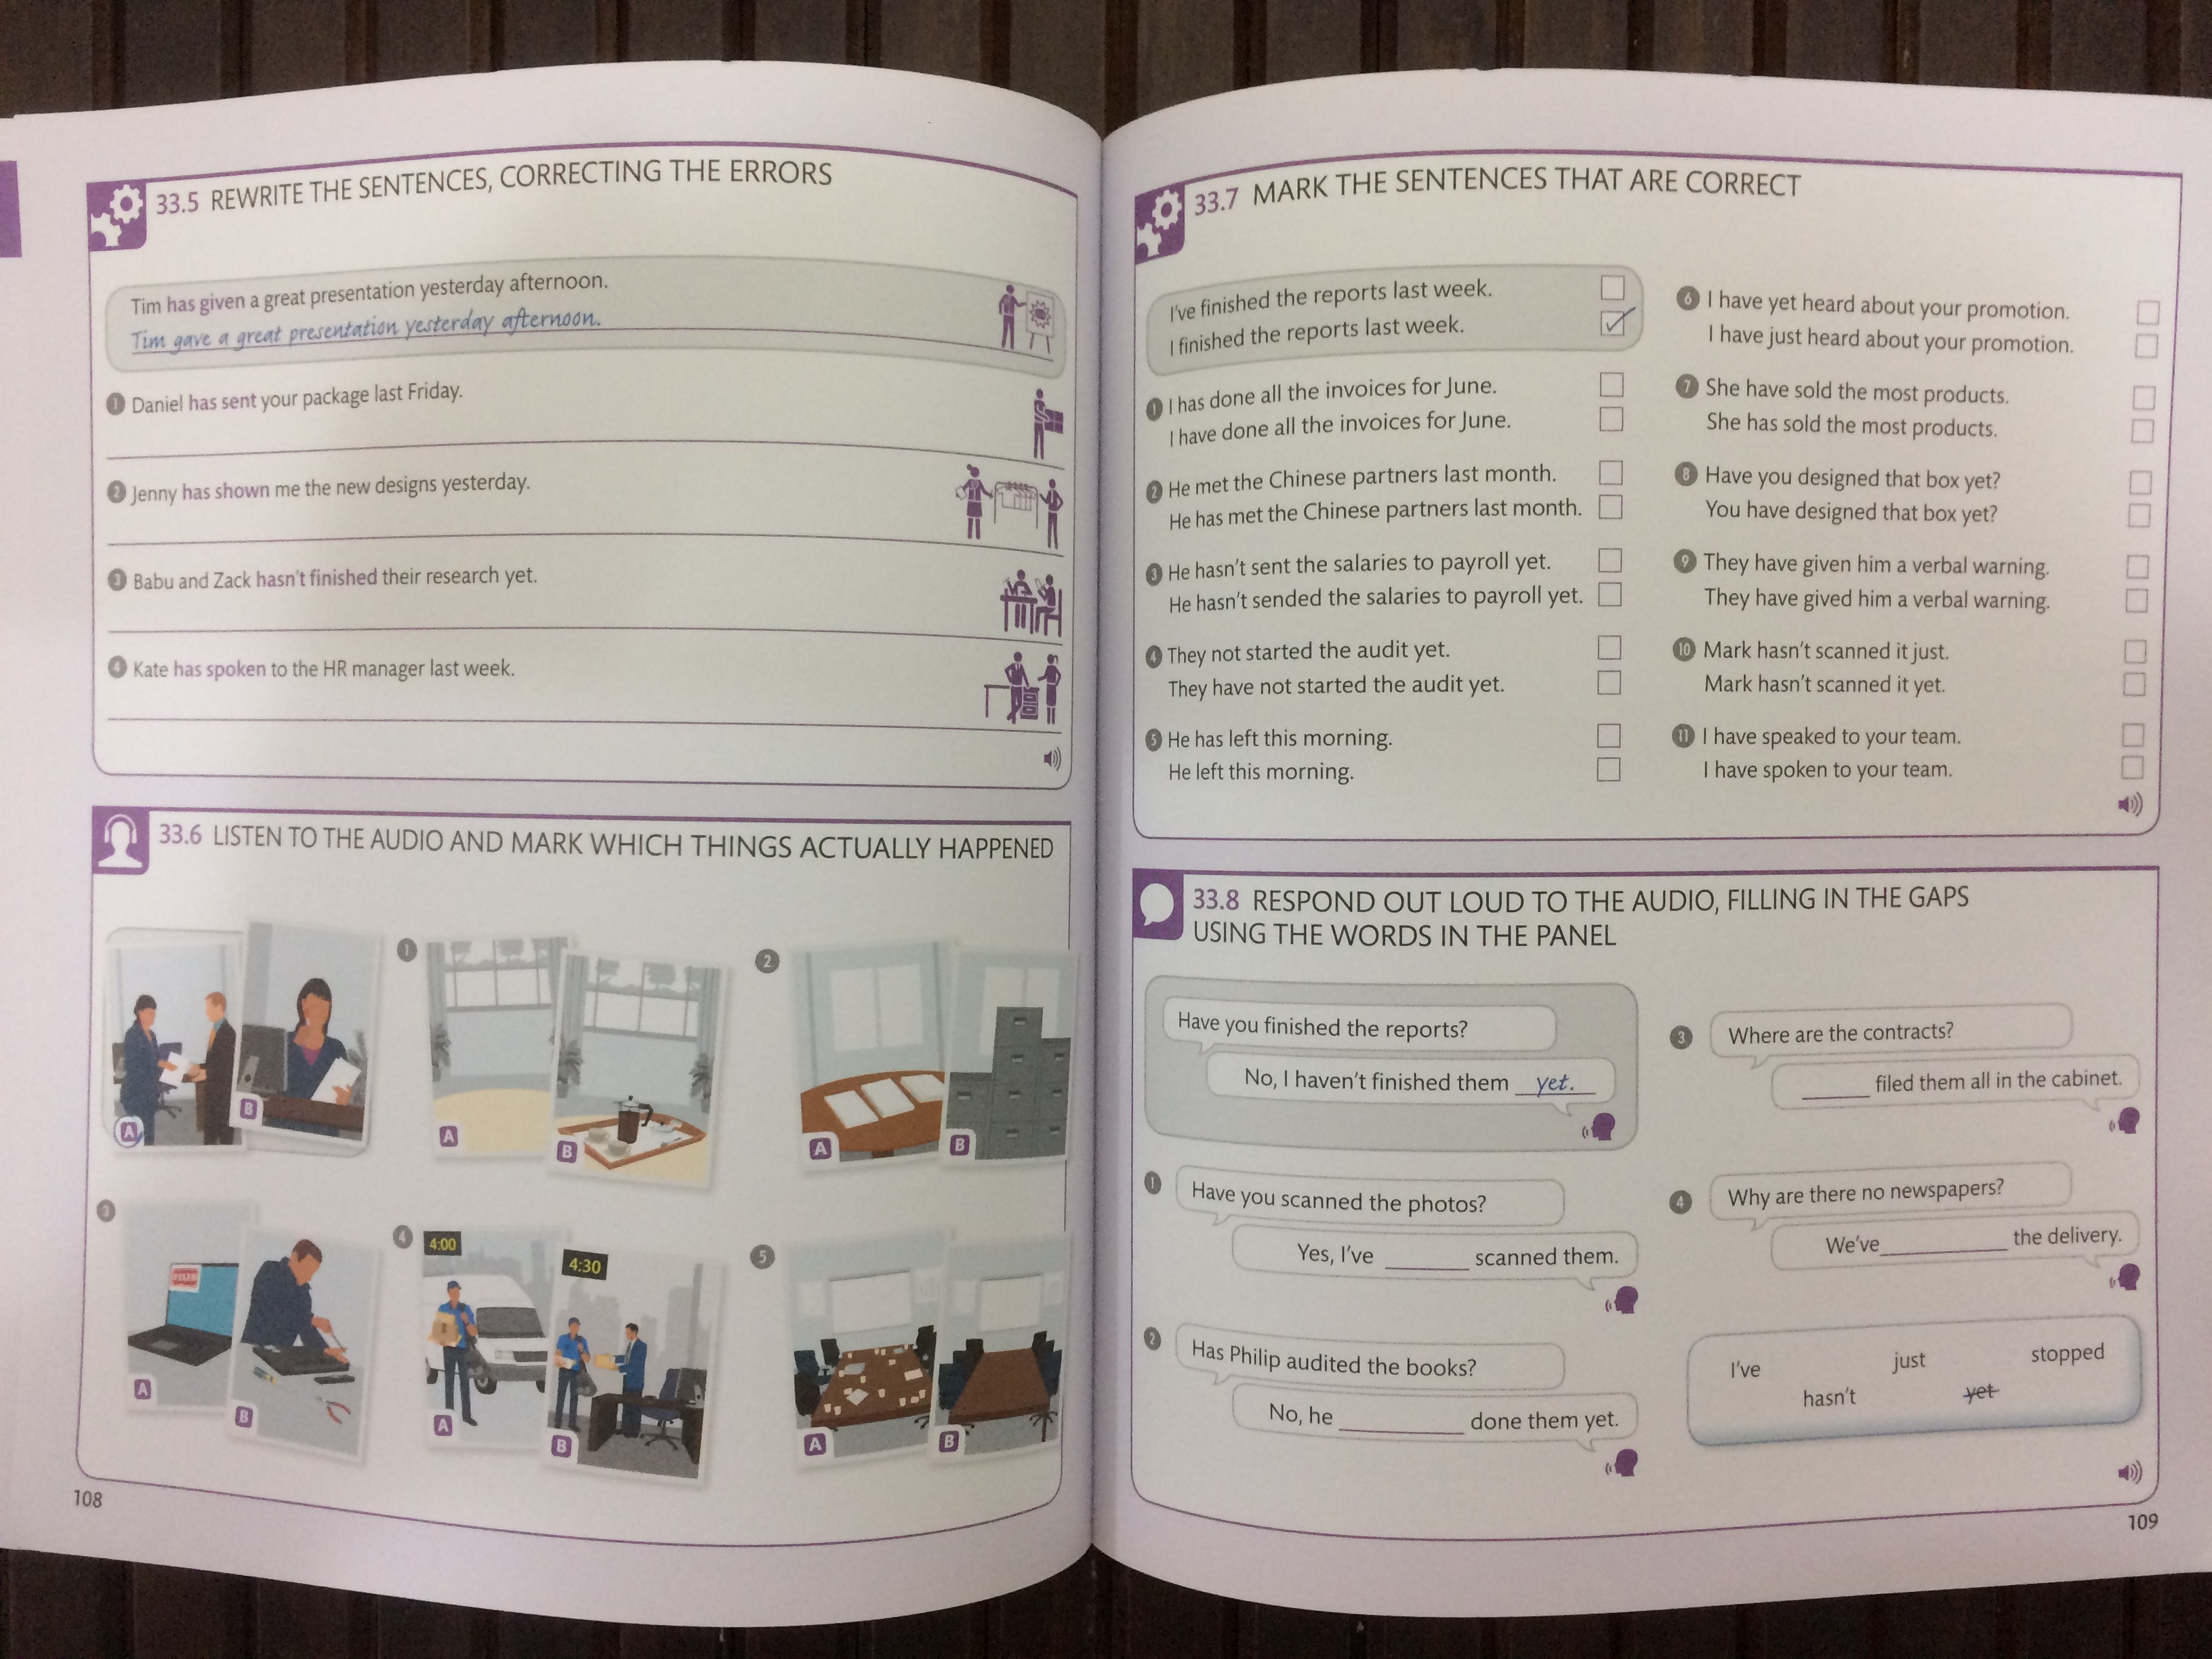 33.5 REWRITE THE SENTENCES, CORRECTING THE ERRORS
Tim has given a great presentation yesterday afternoon.
Tim gave a great presentation yesterday afternoon.
1 Daniel has sent your package last Friday.
2 Jenny has shown me the new designs yesterday.
3 Babu and Zack hasn't finished their research yet.
4 Kate has spoken to the HR manager last week.
33.6 LISTEN TO THE AUDIO AND MARK WHICH THINGS ACTUALLY HAPPENED
A B
1 A B
2 A B
3 A B
4 4:00 A 4:30 B
5 A B
108
33.7 MARK THE SENTENCES THAT ARE CORRECT
I've finished the reports last week.
I finished the reports last week.
1 I has done all the invoices for June.
I have done all the invoices for June.
2 He met the Chinese partners last month.
He has met the Chinese partners last month.
3 He hasn't sent the salaries to payroll yet.
He hasn't sended the salaries to payroll yet.
4 They not started the audit yet.
They have not started the audit yet.
5 He has left this morning.
He left this morning.
6 I have yet heard about your promotion.
I have just heard about your promotion.
7 She have sold the most products.
She has sold the most products.
8 Have you designed that box yet?
You have designed that box yet?
9 They have given him a verbal warning.
They have gived him a verbal warning.
10 Mark hasn't scanned it just.
Mark hasn't scanned it yet.
11 I have speaked to your team.
I have spoken to your team.
33.8 RESPOND OUT LOUD TO THE AUDIO, FILLING IN THE GAPS
USING THE WORDS IN THE PANEL
Have you finished the reports?
No, I haven't finished them yet.
1 Have you scanned the photos?
Yes, I've ____ scanned them.
2 Has Philip audited the books?
No, he ____ done them yet.
3 Where are the contracts?
____ filed them all in the cabinet.
4 Why are there no newspapers?
We've ____ the delivery.
I've just stopped
hasn't yet
109